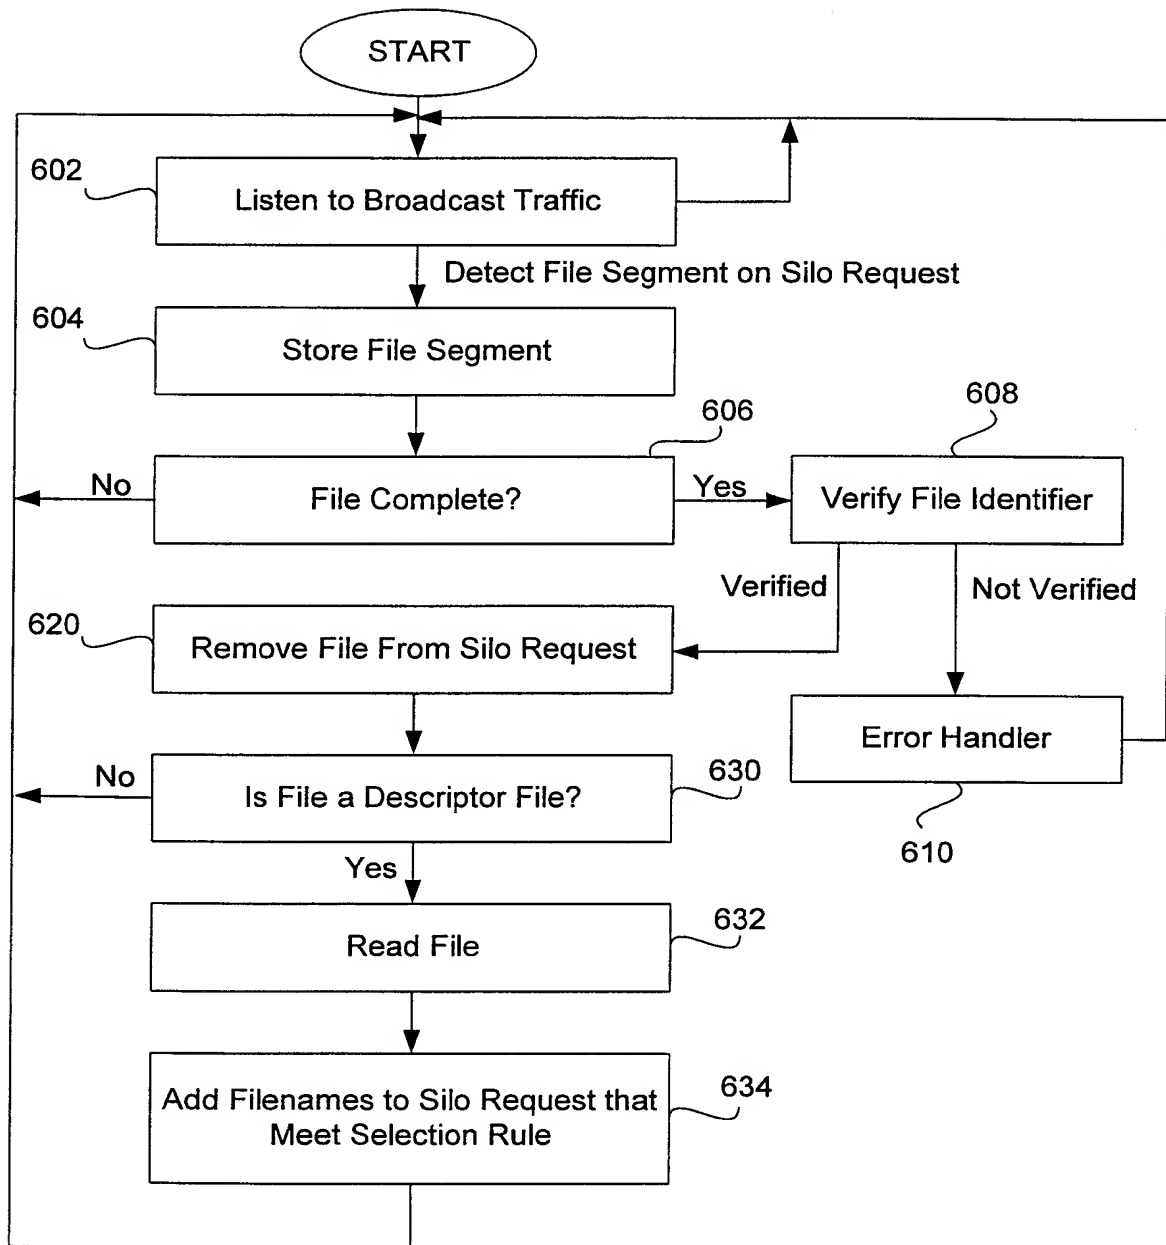 START
602
Listen to Broadcast Traffic
Detect File Segment on Silo Request
604
Store File Segment
606
608
No
File Complete?
Yes
Verify File Identifier
Verified
Not Verified
620
Remove File From Silo Request
Error Handler
610
No
Is File a Descriptor File?
630
Yes
Read File
632
Add Filenames to Silo Request that
Meet Selection Rule
634